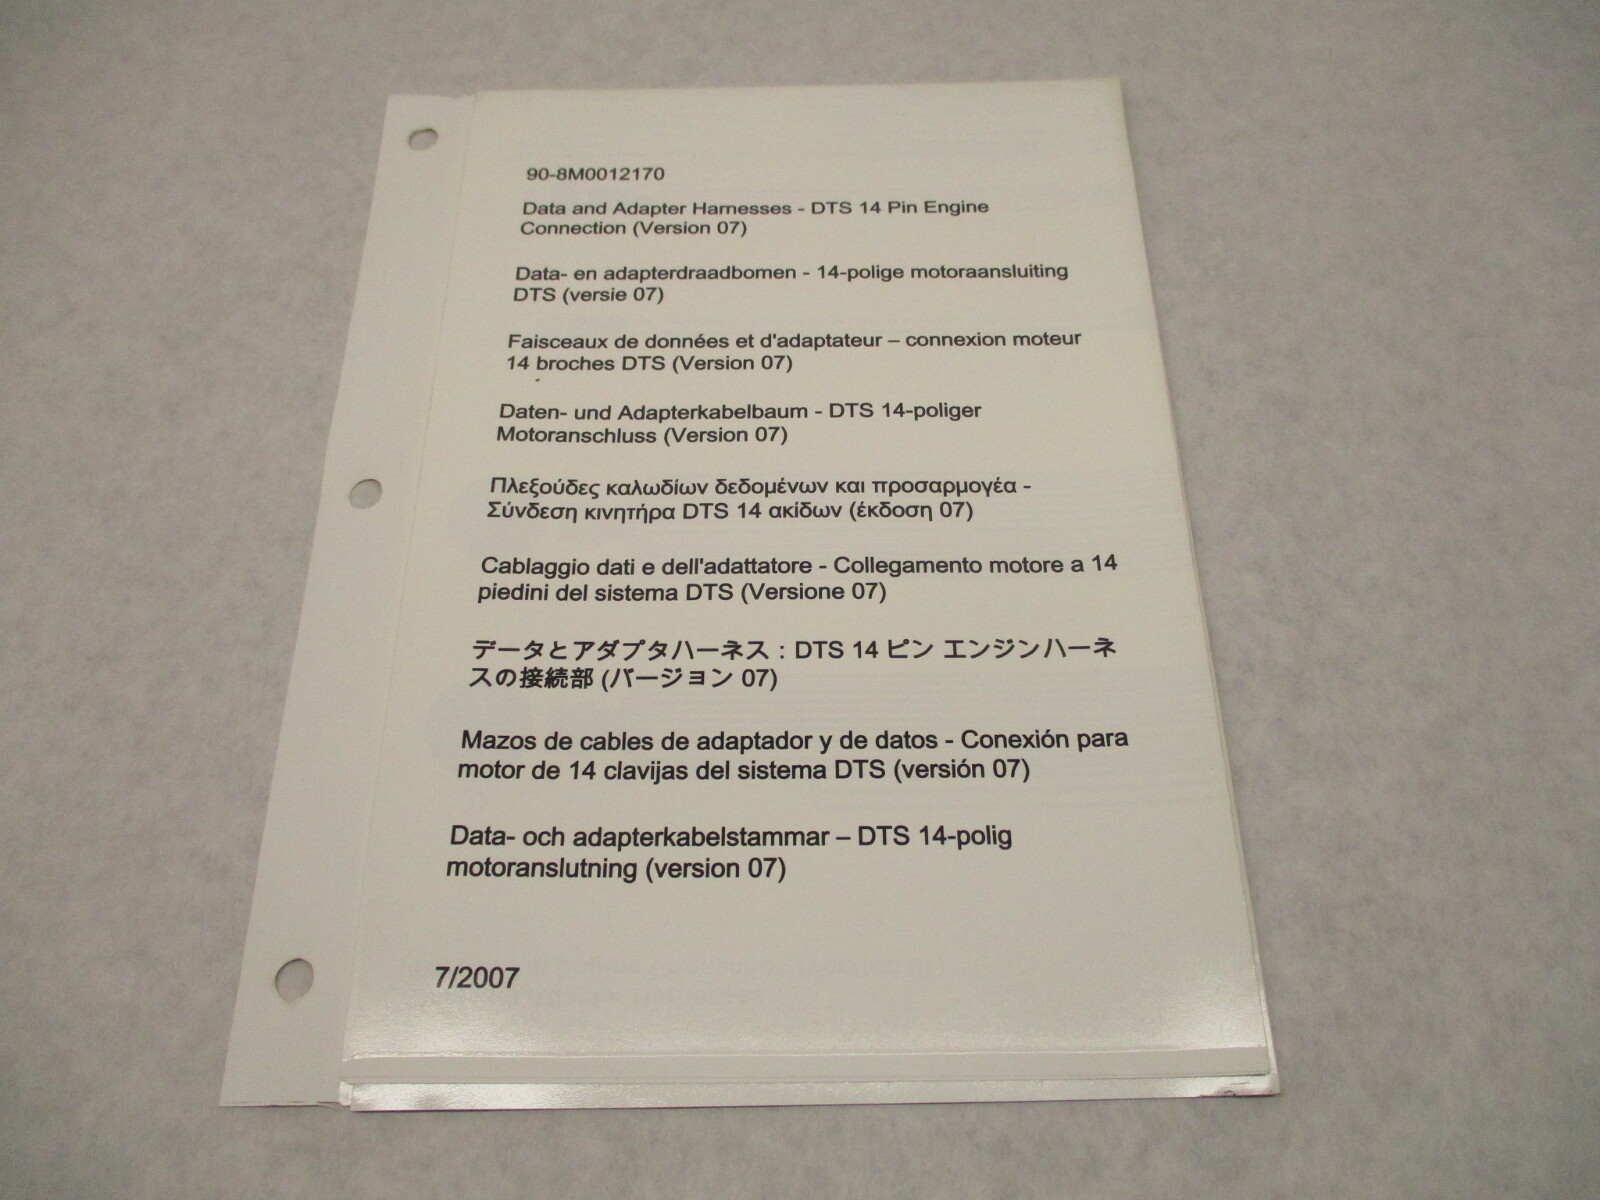 90-8M0012170
Data and Adapter Harnesses - DTS 14 Pin Engine
Connection (Version 07)
Data- en adapterdraadbomen - 14-polige motoraansluiting
DTS (versie 07)
Faisceaux de données et d'adaptateur – connexion moteur
14 broches DTS (Version 07)
Daten- und Adapterkabelbaum - DTS 14-poliger
Motoranschluss (Version 07)
Πλεξούδες καλωδίων δεδομένων και προσαρμογέα -
Σύνδεση κινητήρα DTS 14 ακίδων (έκδοση 07)
Cablaggio dati e dell'adattatore - Collegamento motore a 14
piedini del sistema DTS (Versione 07)
データとアダプタハーネス : DTS 14 ピン エンジンハーネ
スの接続部 (バージョン 07)
Mazos de cables de adaptador y de datos - Conexión para
motor de 14 clavijas del sistema DTS (versión 07)
Data- och adapterkabelstammar – DTS 14-polig
motoranslutning (version 07)
7/2007